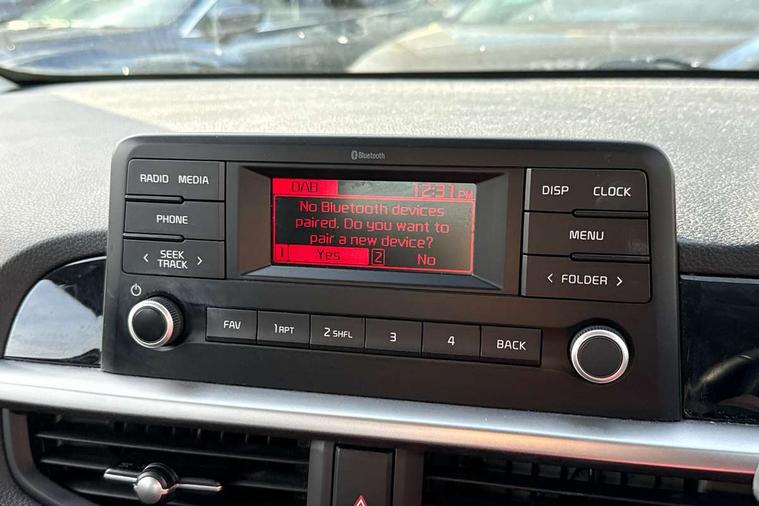 Bluetooth
RADIO MEDIA
PHONE
< SEEK TRACK >
DAB 12:31 PM
No Bluetooth devices
paired. Do you want to
pair a new device?
1 Yes 2 No
DISP CLOCK
MENU
< FOLDER >
FAV 1 RPT 2 SHFL 3 4 BACK